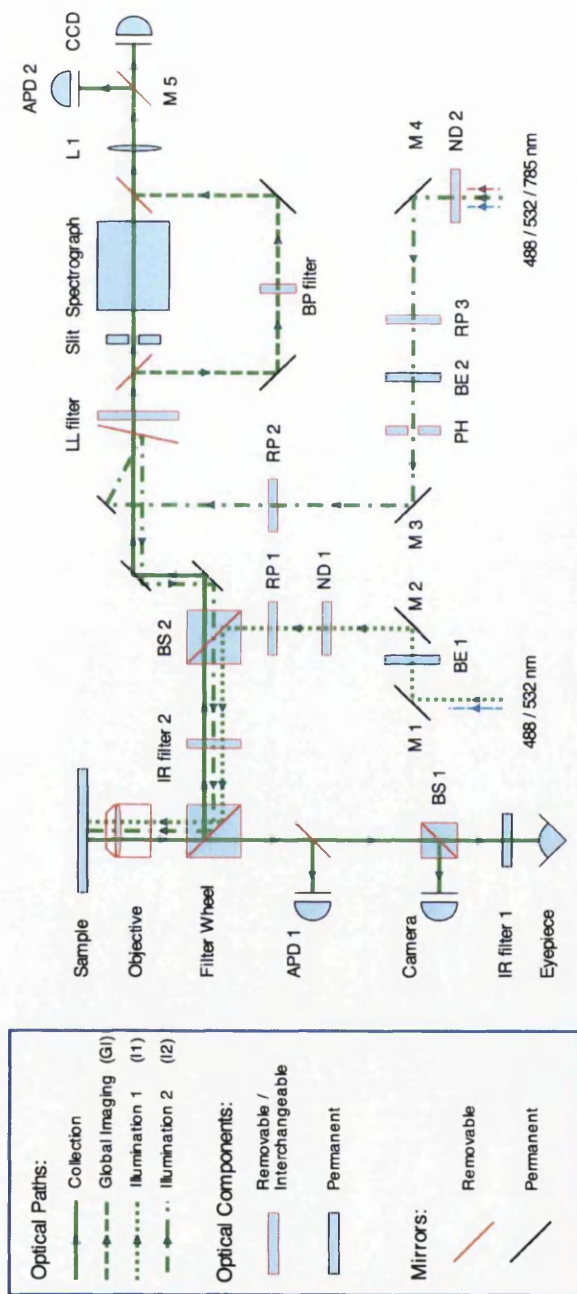 Optical Paths:
Collection
Global Imaging (GI)
Illumination 1 (I1)
Illumination 2 (I2)
Optical Components:
Removable /
Interchangeable
Permanent
Mirrors:
Removable
Permanent
Sample
Objective
Filter Wheel
APD 1
Camera
IR filter 1
Eyepiece
IR filter 2
BS 2
BS 1
RP 1
ND 1
M 1
M 2
BE 1
488 / 532 nm
LL filter
Slit
Spectrograph
L 1
APD 2
CCD
M 5
RP 2
BP filter
M 3
PH
BE 2
RP 3
M 4
ND 2
488 / 532 / 785 nm